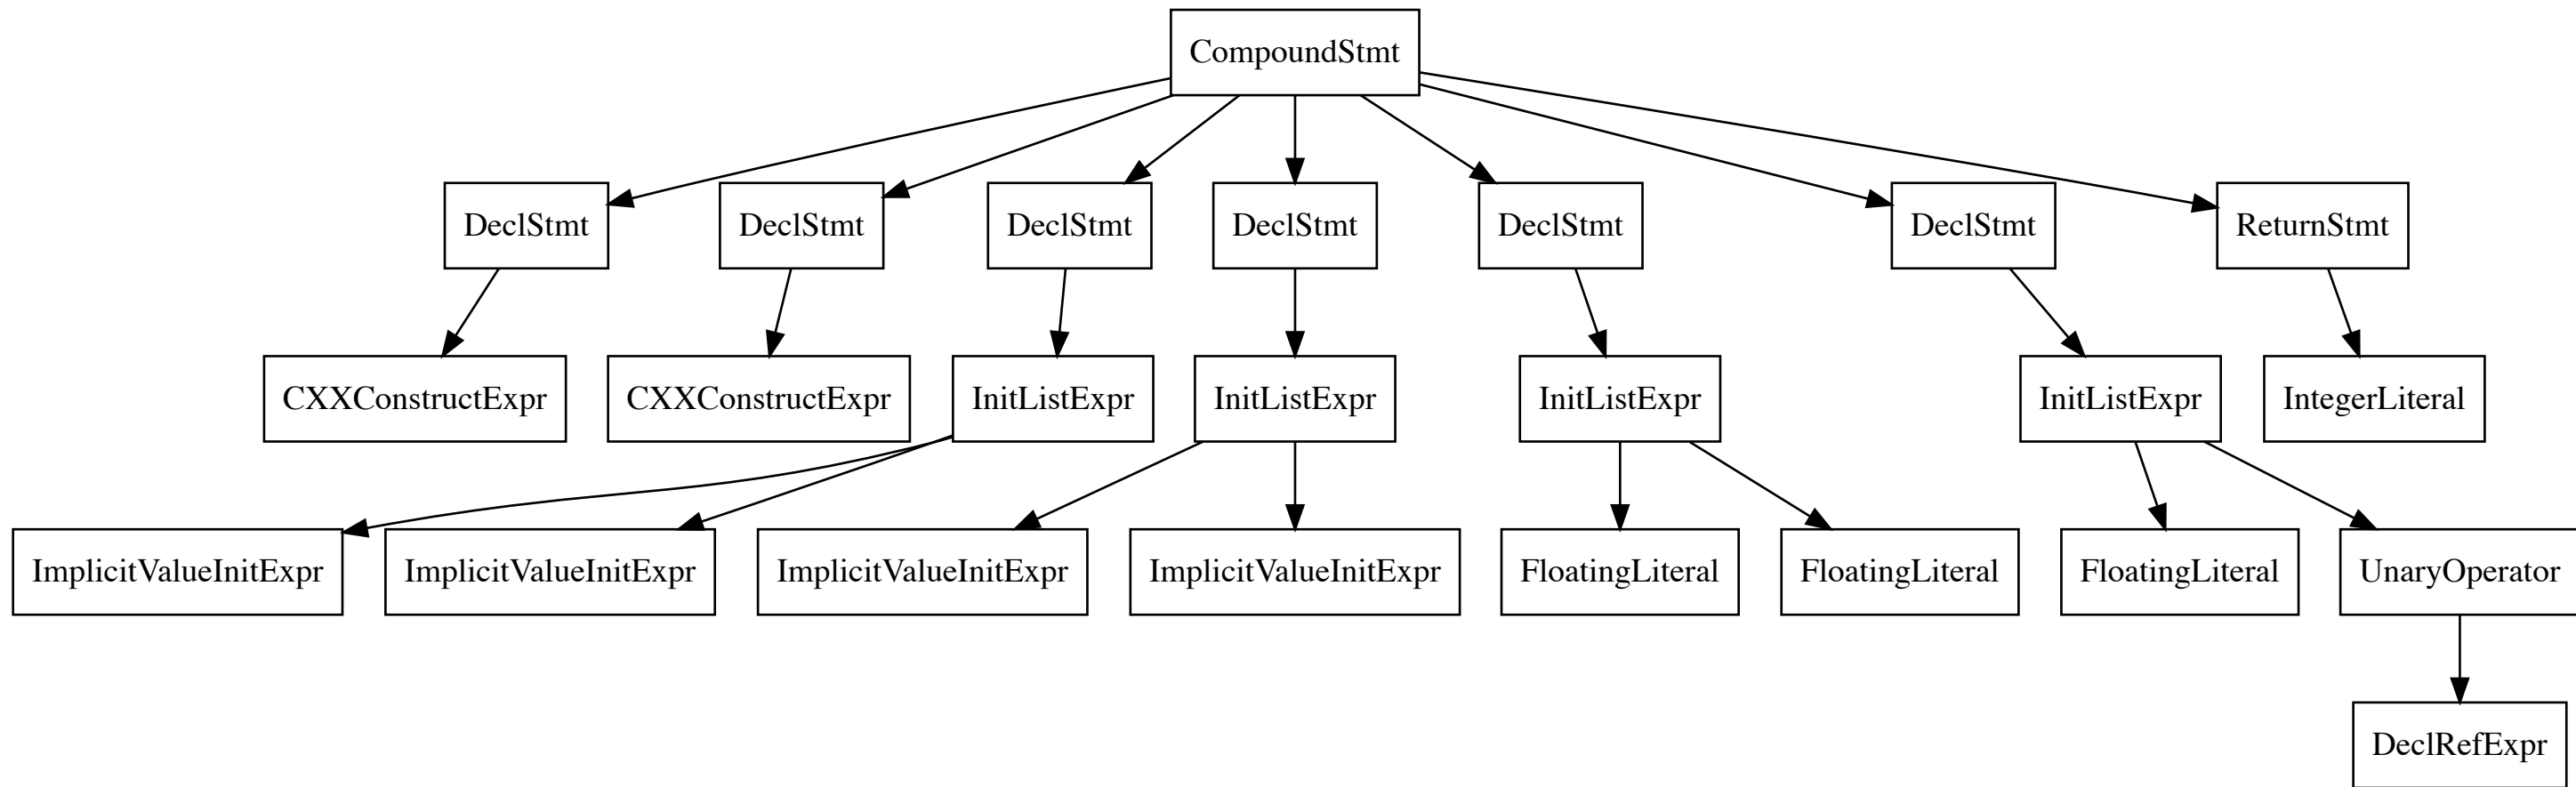 CompoundStmt
DeclStmt
DeclStmt
DeclStmt
DeclStmt
DeclStmt
DeclStmt
ReturnStmt
CXXConstructExpr
CXXConstructExpr
InitListExpr
InitListExpr
InitListExpr
InitListExpr
IntegerLiteral
ImplicitValueInitExpr
ImplicitValueInitExpr
ImplicitValueInitExpr
ImplicitValueInitExpr
FloatingLiteral
FloatingLiteral
FloatingLiteral
UnaryOperator
DeclRefExpr